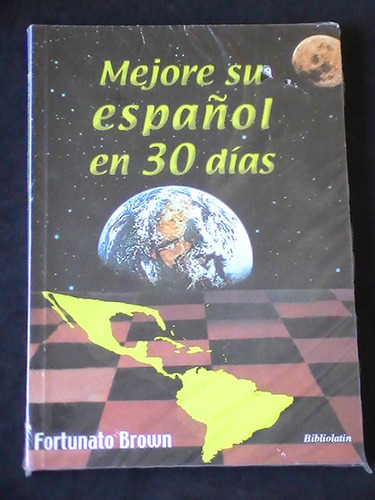 Mejore su
español
en 30 días
Fortunato Brown
Bibliolatin